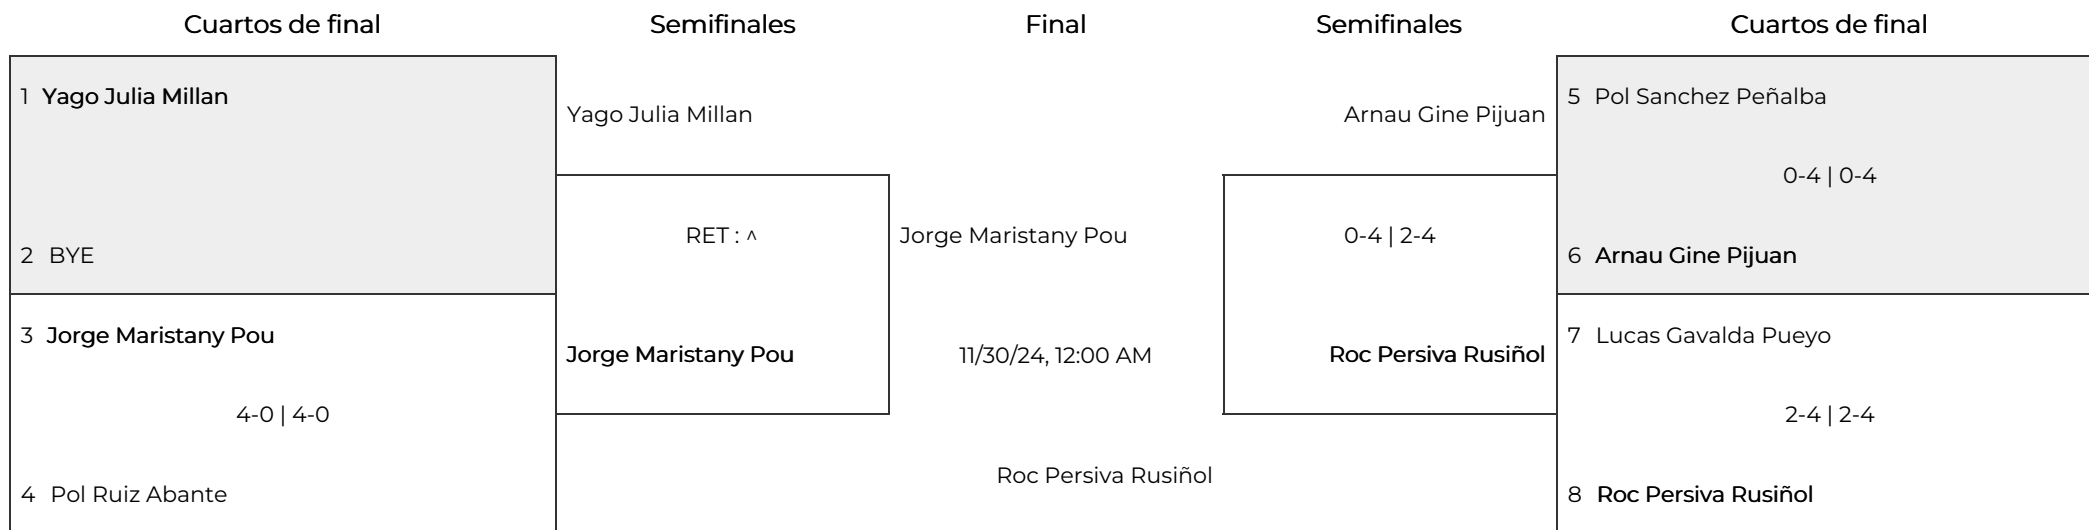 Cuartos de final
Semifinales
Final
Semifinales
Cuartos de final
1 Yago Julia Millan
2 BYE
3 Jorge Maristany Pou
4-0 | 4-0
4 Pol Ruiz Abante
Yago Julia Millan
RET : ^
Jorge Maristany Pou
Jorge Maristany Pou
11/30/24, 12:00 AM
Roc Persiva Rusiñol
Arnau Gine Pijuan
0-4 | 2-4
Roc Persiva Rusiñol
5 Pol Sanchez Peñalba
0-4 | 0-4
6 Arnau Gine Pijuan
7 Lucas Gavalda Pueyo
2-4 | 2-4
8 Roc Persiva Rusiñol